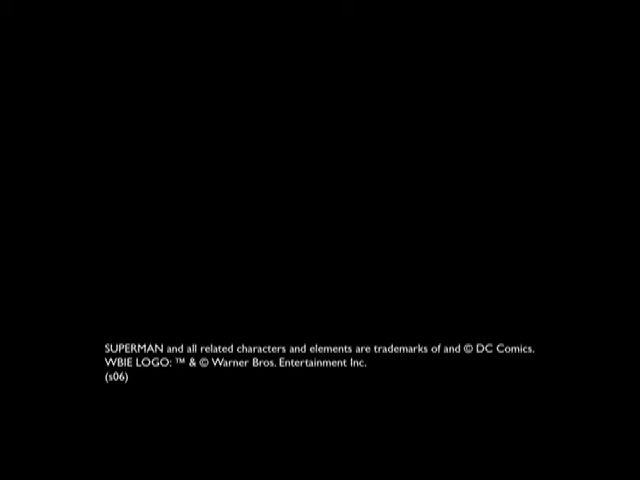 SUPERMAN and all related characters and elements are trademarks of and © DC Comics.
WBIE LOGO: ™ & © Warner Bros. Entertainment Inc.
(s06)